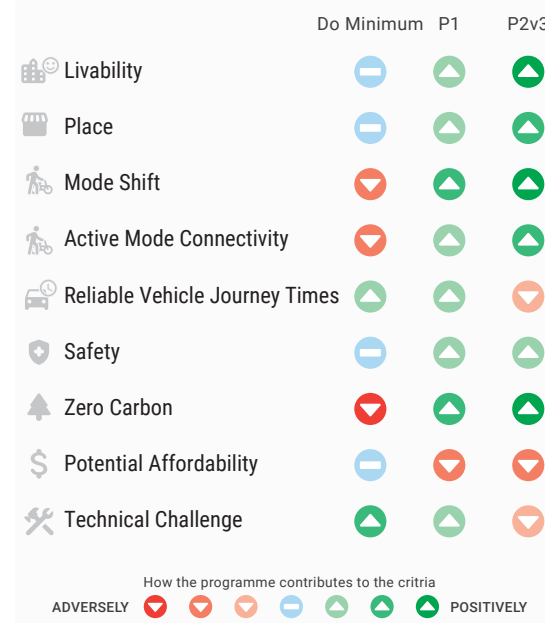 Do Minimum P1 P2v3
Livability
Place
Mode Shift
Active Mode Connectivity
Reliable Vehicle Journey Times
Safety
Zero Carbon
Potential Affordability
Technical Challenge
How the programme contributes to the critria
ADVERSELY POSITIVELY